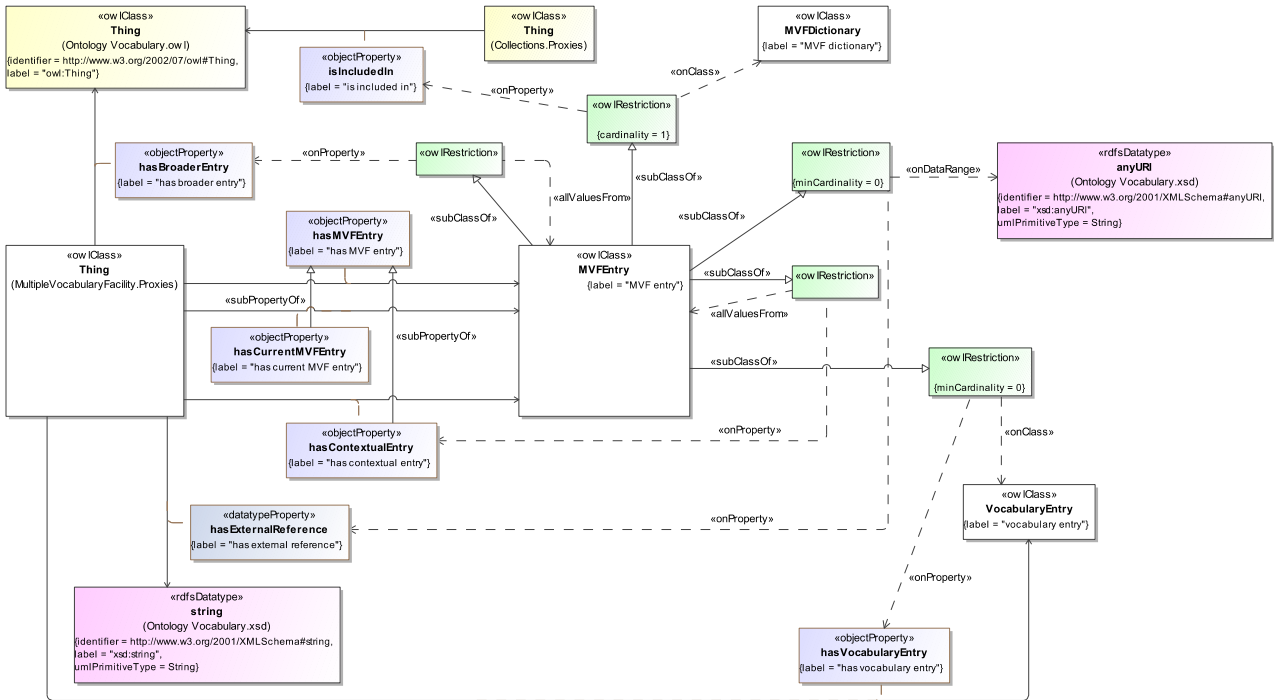 «owlClass»
Thing
(Ontology Vocabulary.owl)
{identifier = http://www.w3.org/2002/07/owl#Thing,
label = "owl:Thing"}
«owlClass»
Thing
(Collections.Proxies)
«owlClass»
MVFDictionary
{label = "MVF dictionary"}
«objectProperty»
isIncludedIn
{label = "is included in"}
«onClass»
«onProperty»
«owlRestriction»
{cardinality = 1}
«objectProperty»
hasBroaderEntry
{label = "has broader entry"}
«onProperty»
«owlRestriction»
«owlRestriction»
{minCardinality = 0}
«onDataRange»
«rdfsDatatype»
anyURI
(Ontology Vocabulary.xsd)
{identifier = http://www.w3.org/2001/XMLSchema#anyURI,
label = "xsd:anyURI",
umlPrimitiveType = String}
«subClassOf»
«allValuesFrom»
«subClassOf»
«subClassOf»
«objectProperty»
hasMVFEntry
{label = "has MVF entry"}
«owlClass»
Thing
(MultipleVocabularyFacility.Proxies)
«owlClass»
MVFEntry
{label = "MVF entry"}
«subClassOf»
«owlRestriction»
«subPropertyOf»
«allValuesFrom»
«objectProperty»
hasCurrentMVFEntry
{label = "has current MVF entry"}
«subPropertyOf»
«subClassOf»
«owlRestriction»
{minCardinality = 0}
«objectProperty»
hasContextualEntry
{label = "has contextual entry"}
«onProperty»
«onClass»
«owlClass»
VocabularyEntry
{label = "vocabulary entry"}
«datatypeProperty»
hasExternalReference
{label = "has external reference"}
«onProperty»
«onProperty»
«rdfsDatatype»
string
(Ontology Vocabulary.xsd)
{identifier = http://www.w3.org/2001/XMLSchema#string,
label = "xsd:string",
umlPrimitiveType = String}
«objectProperty»
hasVocabularyEntry
{label = "has vocabulary entry"}